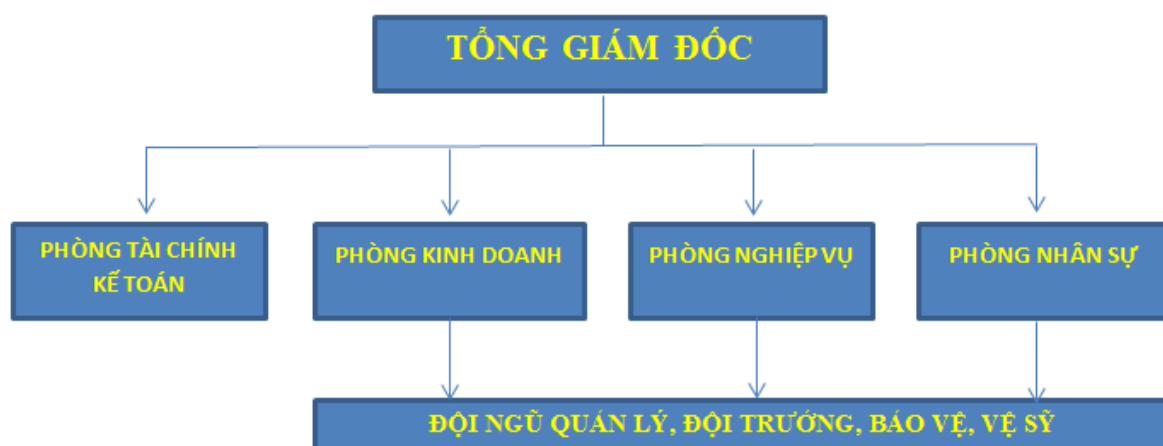 TỔNG GIÁM ĐỐC
PHÒNG TÀI CHÍNH
KẾ TOÁN
PHÒNG KINH DOANH
PHÒNG NGHIỆP VỤ
PHÒNG NHÂN SỰ
ĐỘI NGŨ QUẢN LÝ, ĐỘI TRƯỞNG, BẢO VỆ, VỆ SỸ